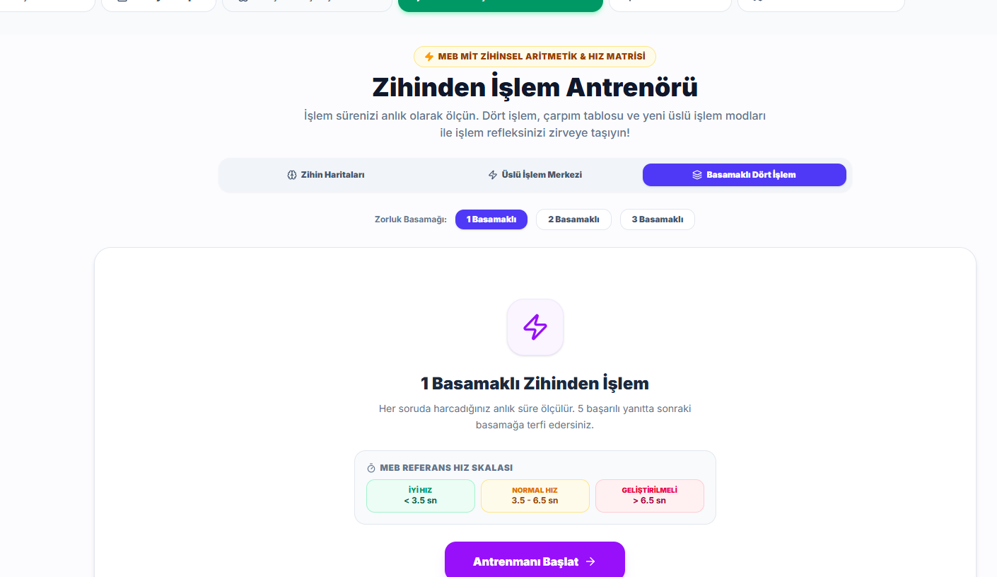 MEB MİT ZİHİNSEL ARİTMETİK & HIZ MATRİSİ
Zihinden İşlem Antrenörü
İşlem sürenizi anlık olarak ölçün. Dört işlem, çarpım tablosu ve yeni üslü işlem modları
ile işlem refleksinizi zirveye taşıyın!
Zihin Haritaları
Üslü İşlem Merkezi
Basamaklı Dört İşlem
Zorluk Basamağı:
1 Basamaklı
2 Basamaklı
3 Basamaklı
1 Basamaklı Zihinden İşlem
Her soruda harcadığınız anlık süre ölçülür. 5 başarılı yanıtta sonraki
basamağa terfi edersiniz.
MEB REFERANS HIZ SKALASI
İYİ HIZ
< 3.5 sn
NORMAL HIZ
3.5 - 6.5 sn
GELİŞTİRİLMELİ
> 6.5 sn
Antrenmanı Başlat →